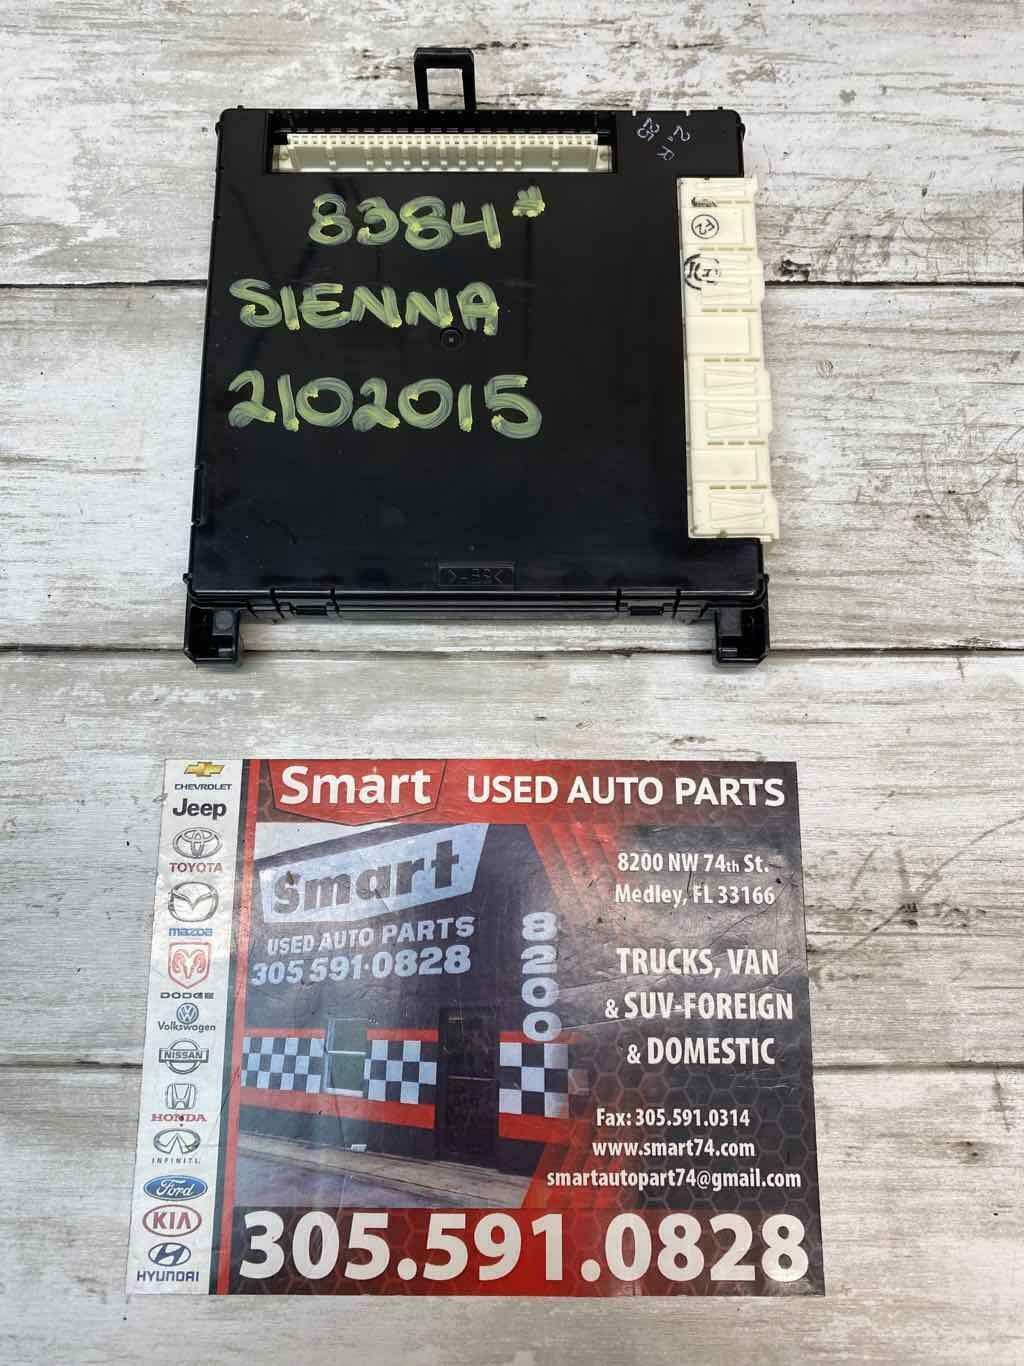 8384#
SIENNA
2102015
CHEVROLET
Jeep
TOYOTA
mazda
DODGE
Volkswagen
NISSAN
HONDA
INFINITI
Ford
KIA
HYUNDAI
Smart USED AUTO PARTS
Smart
USED AUTO PARTS
305.591.0828
8200
8200 NW 74th St.
Medley, FL 33166
TRUCKS, VAN
& SUV-FOREIGN
& DOMESTIC
Fax: 305.591.0314
www.smart74.com
smartautopart74@gmail.com
305.591.0828